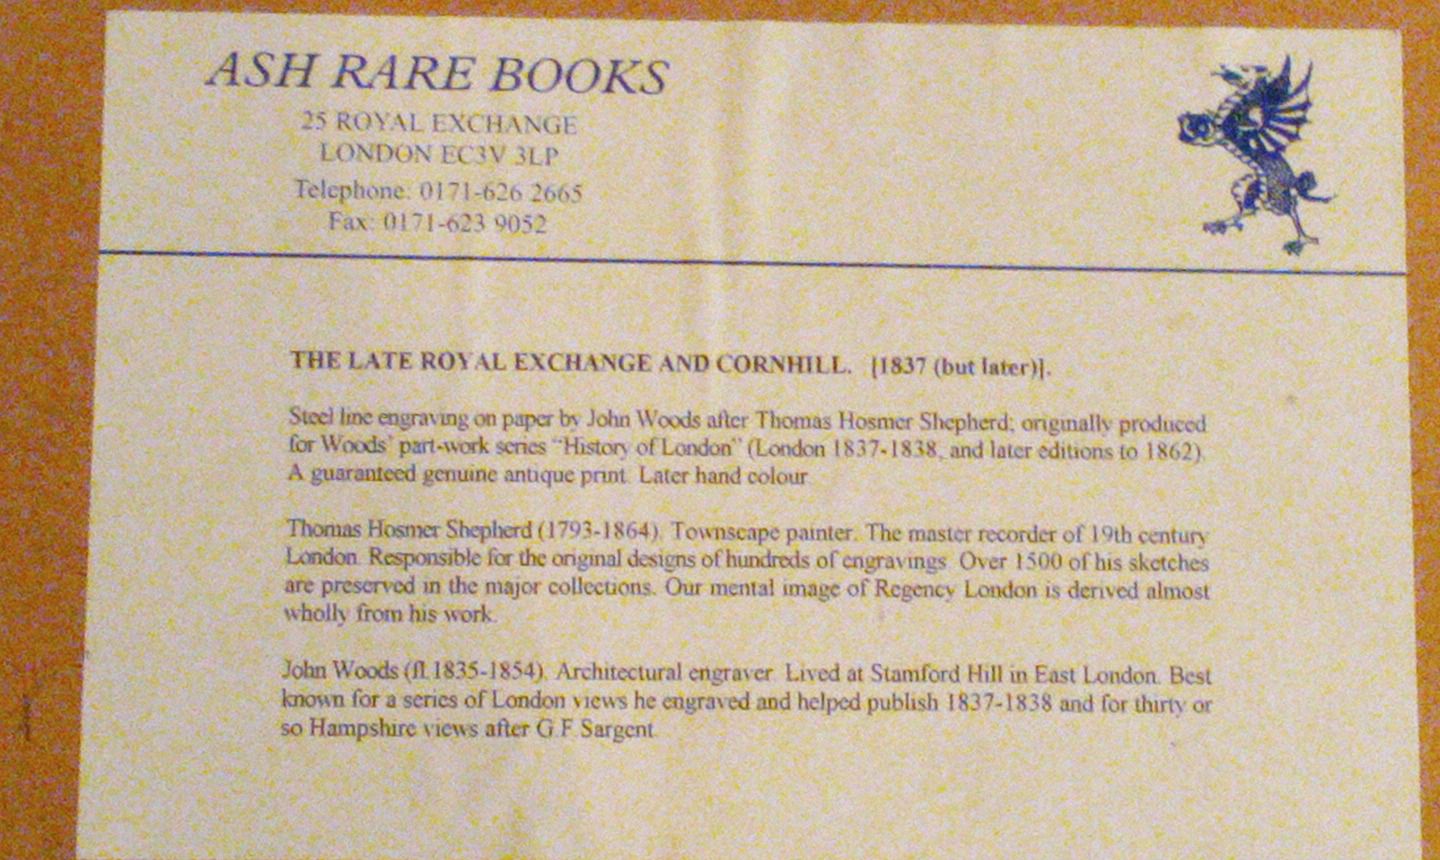 ASH RARE BOOKS
25 ROYAL EXCHANGE
LONDON EC3V 3LP
Telephone: 0171-626 2665
Fax: 0171-623 9052
THE LATE ROYAL EXCHANGE AND CORNHILL. [1837 (but later)].
Steel line engraving on paper by John Woods after Thomas Hosmer Shepherd; originally produced
for Woods' part-work series "History of London" (London 1837-1838, and later editions to 1862).
A guaranteed genuine antique print. Later hand colour.
Thomas Hosmer Shepherd (1793-1864). Townscape painter. The master recorder of 19th century
London. Responsible for the original designs of hundreds of engravings. Over 1500 of his sketches
are preserved in the major collections. Our mental image of Regency London is derived almost
wholly from his work.
John Woods (fl.1835-1854). Architectural engraver. Lived at Stamford Hill in East London. Best
known for a series of London views he engraved and helped publish 1837-1838 and for thirty or
so Hampshire views after G.F.Sargent.